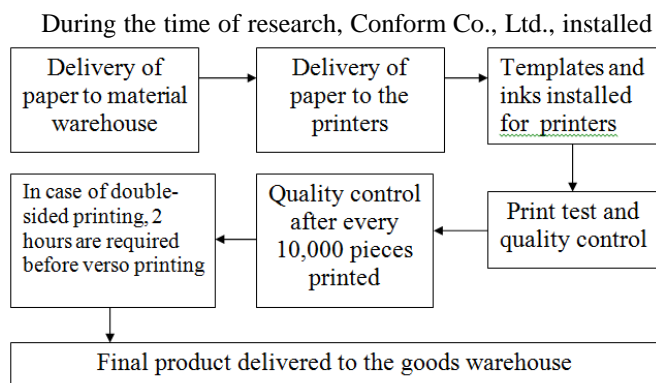 During the time of research, Conform Co., Ltd., installed
Delivery of
paper to material
warehouse
Delivery of
paper to the
printers
Templates and
inks installed
for printers
Print test and
quality control
Quality control
after every
10,000 pieces
printed
In case of double-
sided printing, 2
hours are required
before verso printing
Final product delivered to the goods warehouse